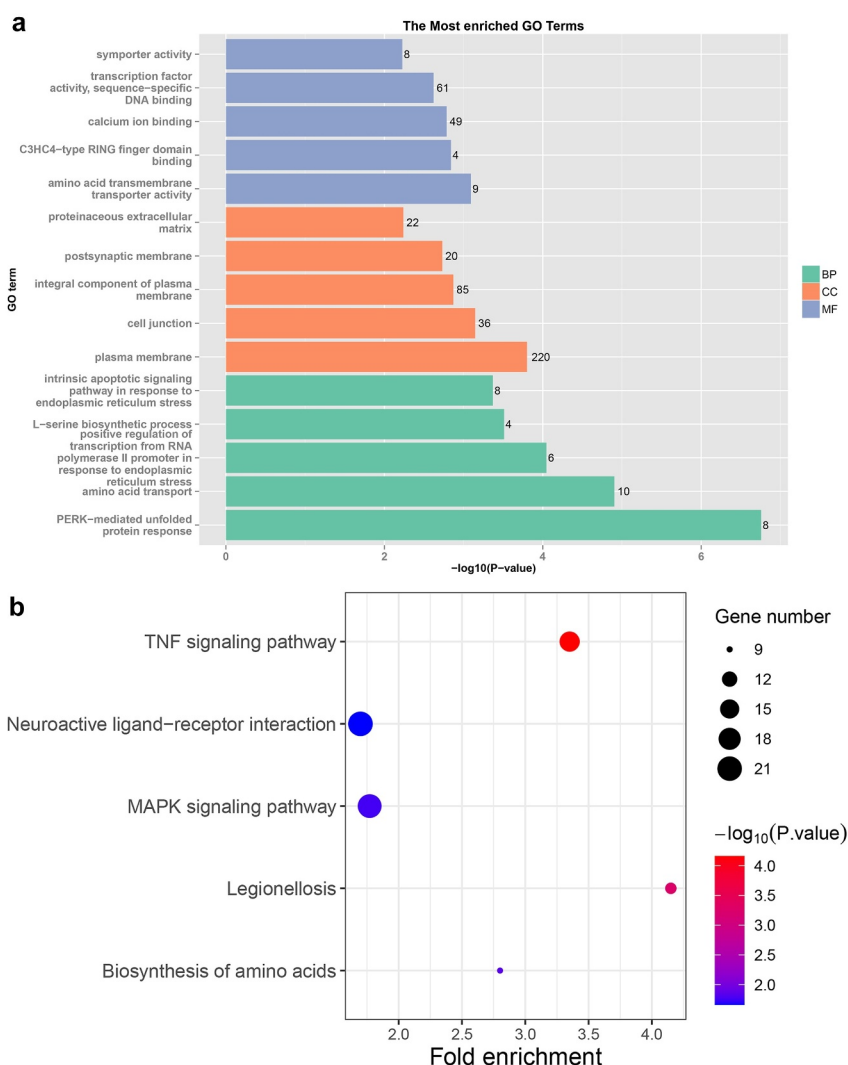 a
The Most enriched GO Terms
GO term
symporter activity
8
transcription factor
activity, sequence−specific
DNA binding
61
calcium ion binding
49
C3HC4−type RING finger domain
binding
4
amino acid transmembrane
transporter activity
9
proteinaceous extracellular
matrix
22
postsynaptic membrane
20
integral component of plasma
membrane
85
cell junction
36
plasma membrane
220
intrinsic apoptotic signaling
pathway in response to
endoplasmic reticulum stress
8
L−serine biosynthetic process
4
positive regulation of
transcription from RNA
polymerase II promoter in
response to endoplasmic
reticulum stress
6
amino acid transport
10
PERK−mediated unfolded
protein response
8
0 2 4 6
−log10(P−value)
BP
CC
MF
b
TNF signaling pathway
Neuroactive ligand−receptor interaction
MAPK signaling pathway
Legionellosis
Biosynthesis of amino acids
2.0 2.5 3.0 3.5 4.0
Fold enrichment
Gene number
9
12
15
18
21
−log10(P.value)
4.0
3.5
3.0
2.5
2.0